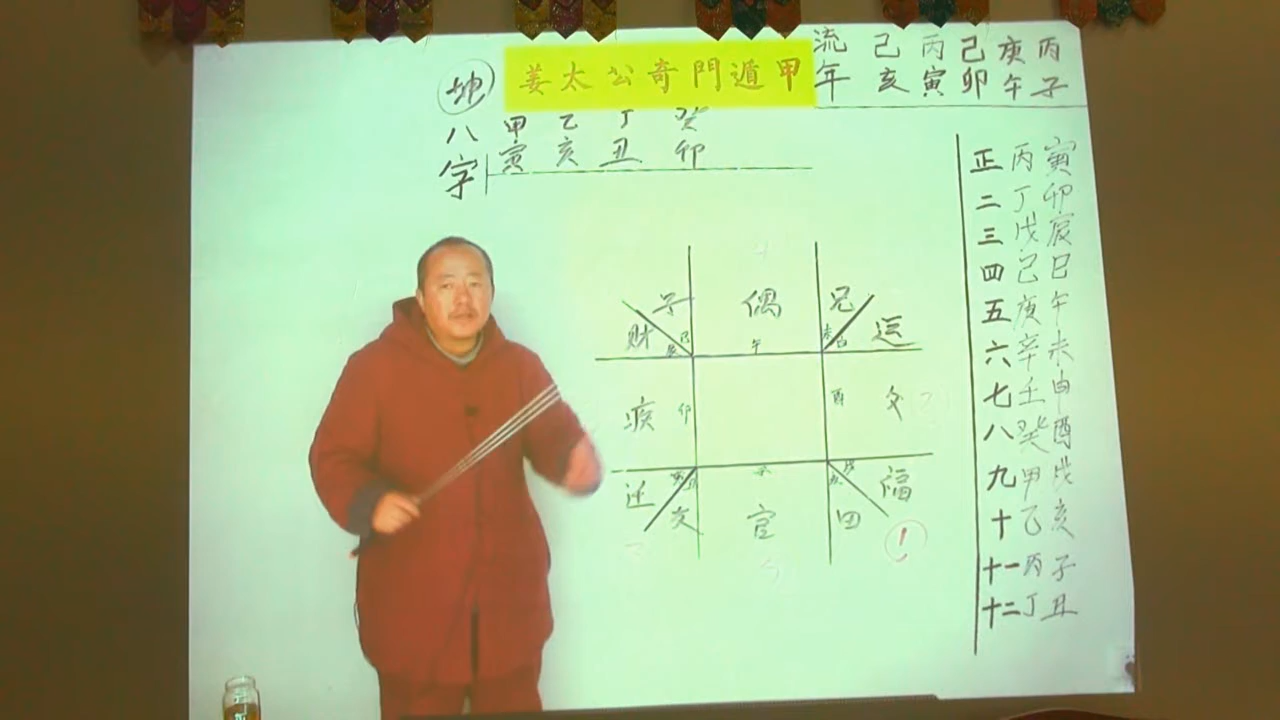 坤
姜太公奇門遁甲
流年 己亥 丙寅 己卯 庚午 丙子
八字 甲寅 乙亥 丁丑 癸卯
正 丙寅
二 丁卯
三 戊辰
四 己巳
五 庚午
六 辛未
七 壬申
八 癸酉
九 甲戌
十 乙亥
十一 丙子
十二 丁丑
子 偶 兄
财 运
午
疾 卯 酉
迁 福
交 官 田